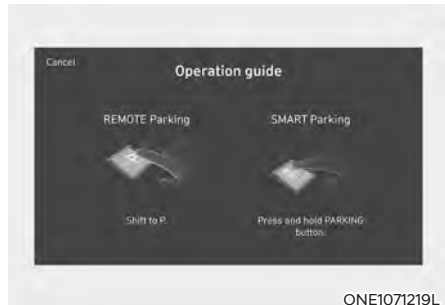 Cancel
Operation guide
REMOTE Parking
SMART Parking
Shift to P.
Press and hold PARKING
button.
ONE1071219L